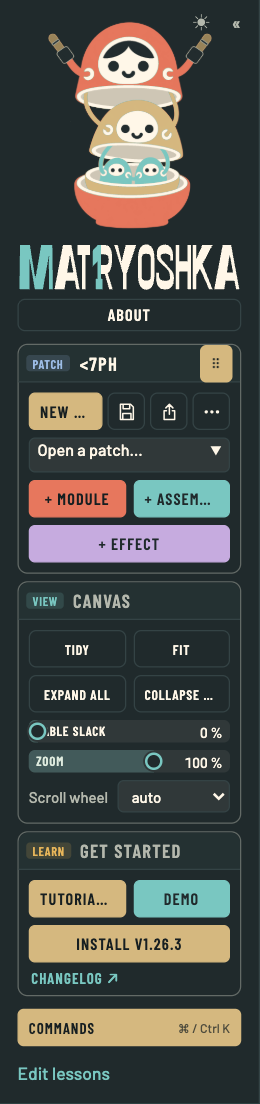 «
MAT1RYOSHKA
ABOUT
PATCH <7PH
NEW ...
Open a patch...
+ MODULE + ASSEM...
+ EFFECT
VIEW CANVAS
TIDY FIT
EXPAND ALL COLLAPSE ...
BLE SLACK 0 %
ZOOM 100 %
Scroll wheel auto
LEARN GET STARTED
TUTORIA... DEMO
INSTALL V1.26.3
CHANGELOG ↗
COMMANDS ⌘ / Ctrl K
Edit lessons